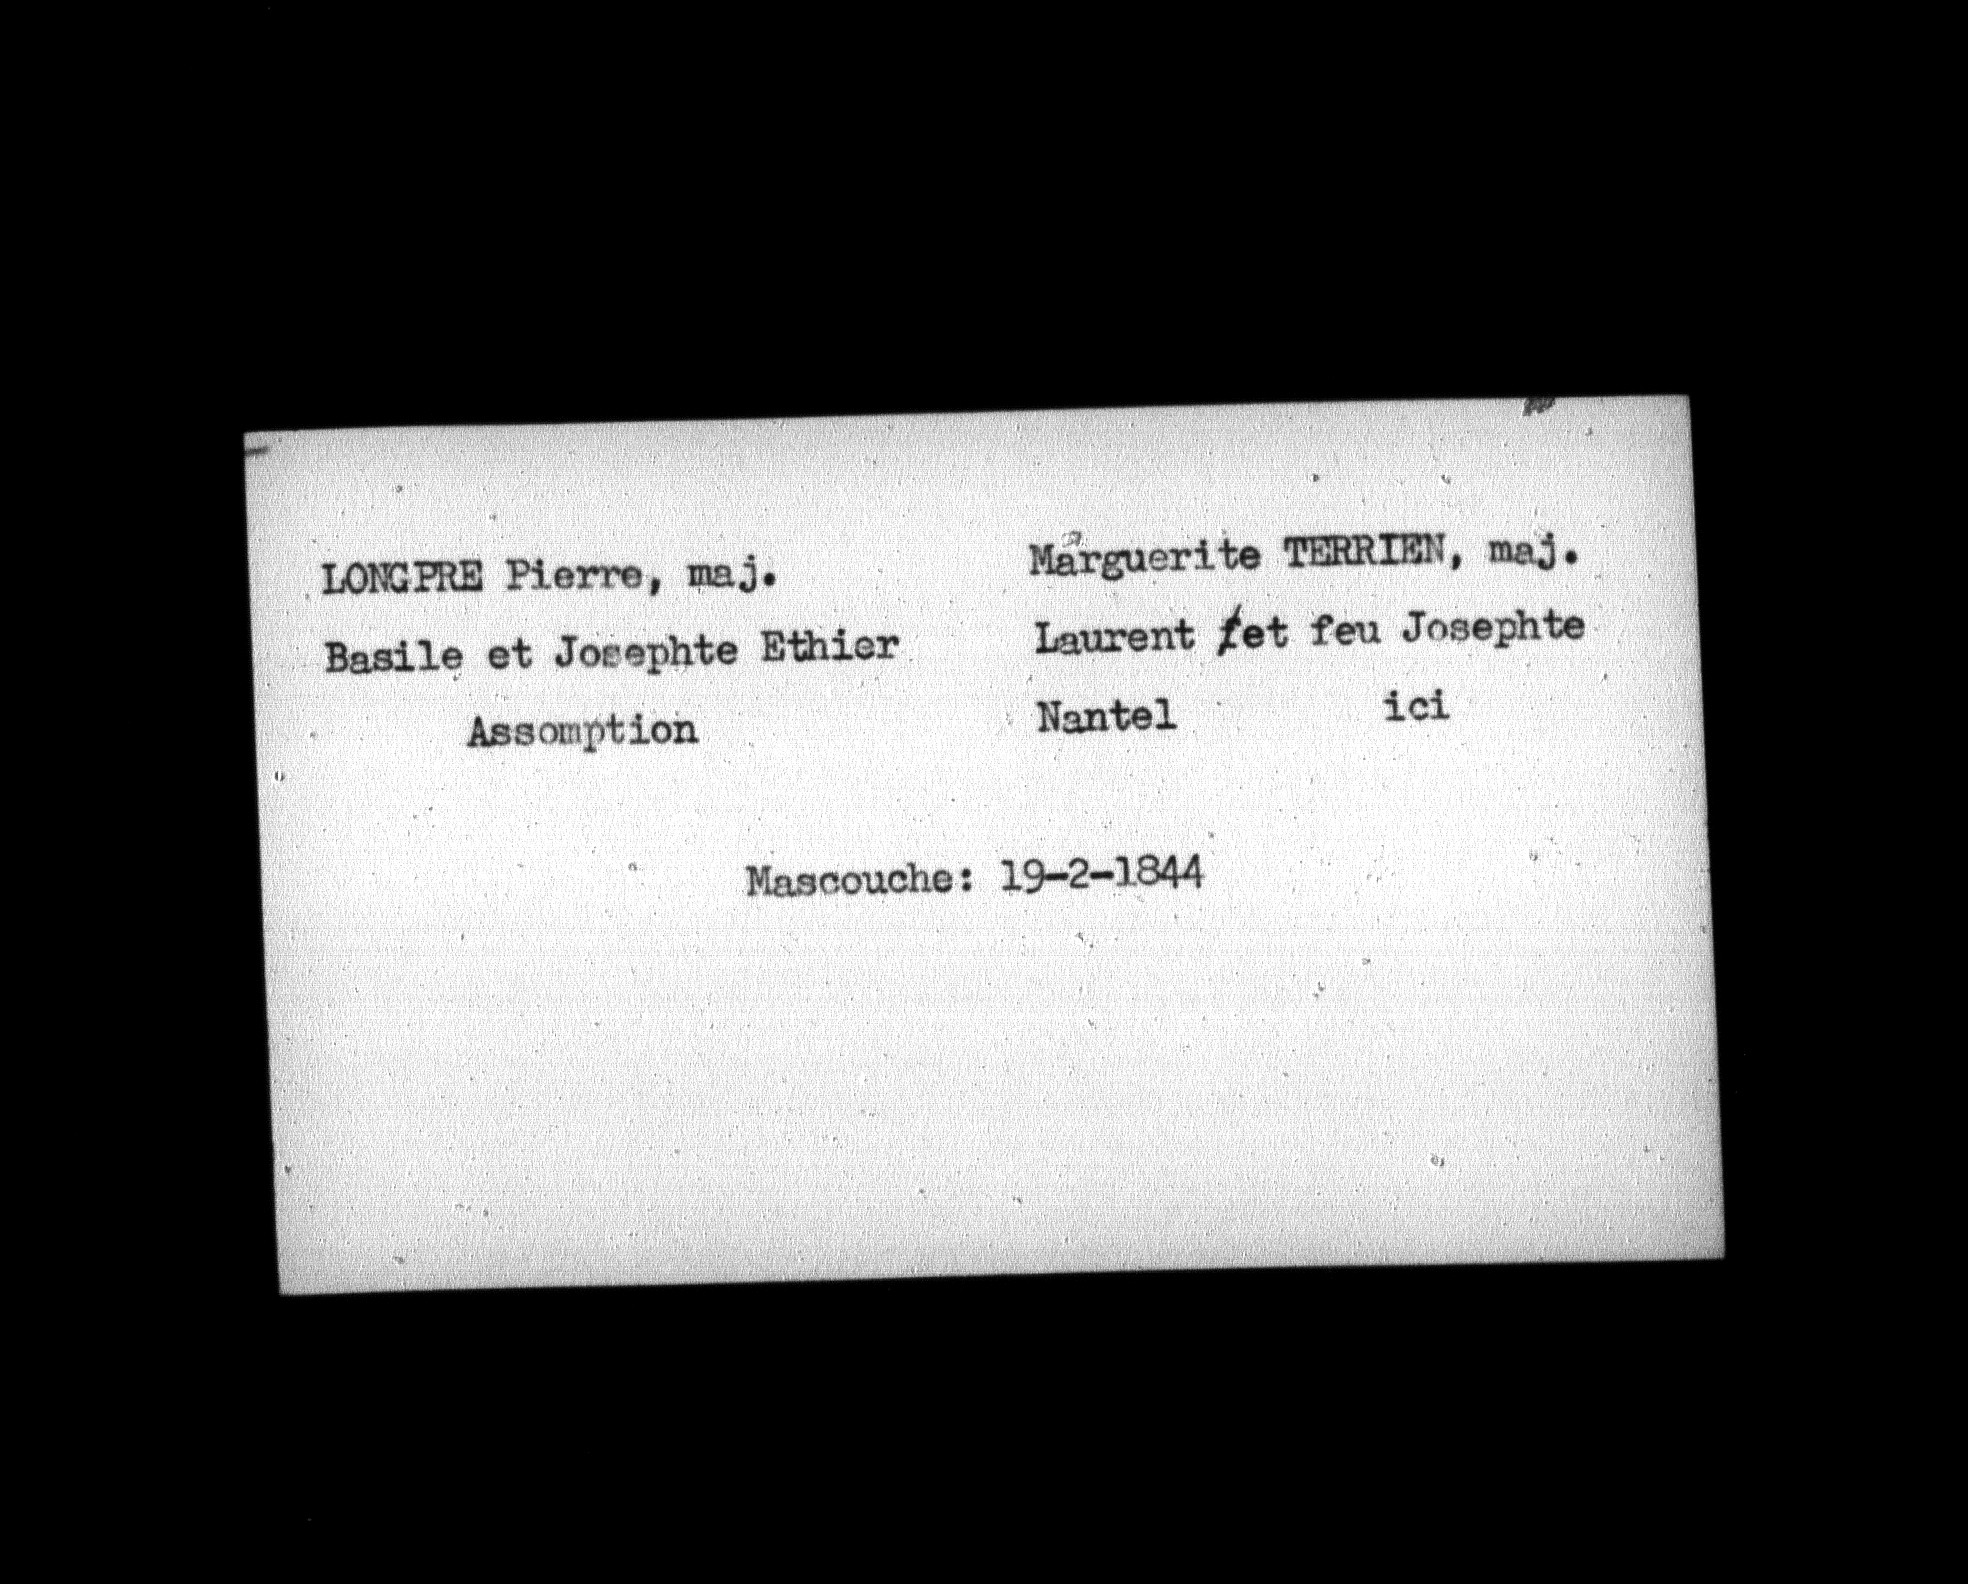 LONGPRE Pierre, maj.
Basile et Josephte Ethier
Assomption
Marguerite TERRIEN, maj.
Laurent et feu Josephte
Nantel ici
Mascouche: 19-2-1844